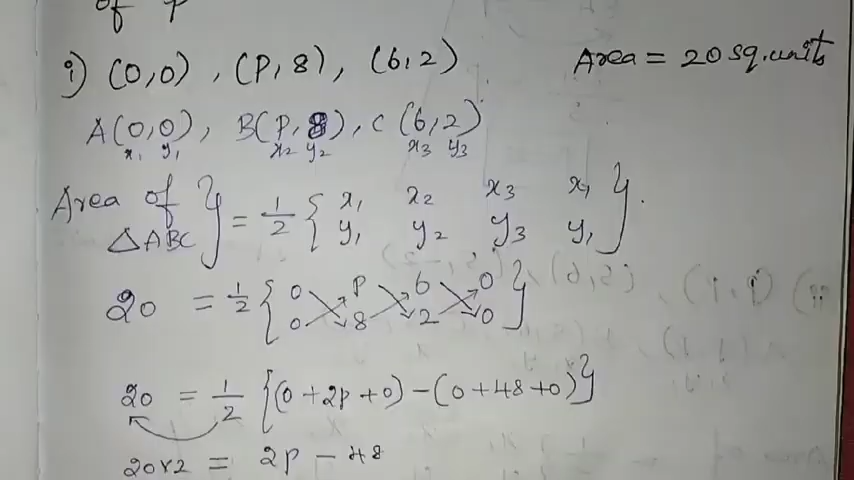 of P
i) (0,0), (P,8), (6,2) Area = 20 sq.units
A(0,0), B(P,8), C(6,2)
x₁ y₁ x₂ y₂ x₃ y₃
Area of ΔABC } = 1/2 { x₁ x₂ x₃ x₁
y₁ y₂ y₃ y₁ }
20 = 1/2 { 0 P 6 0
0 8 2 0 }
20 = 1/2 {(0+2P+0)-(0+48+0)}
20×2 = 2P - 48